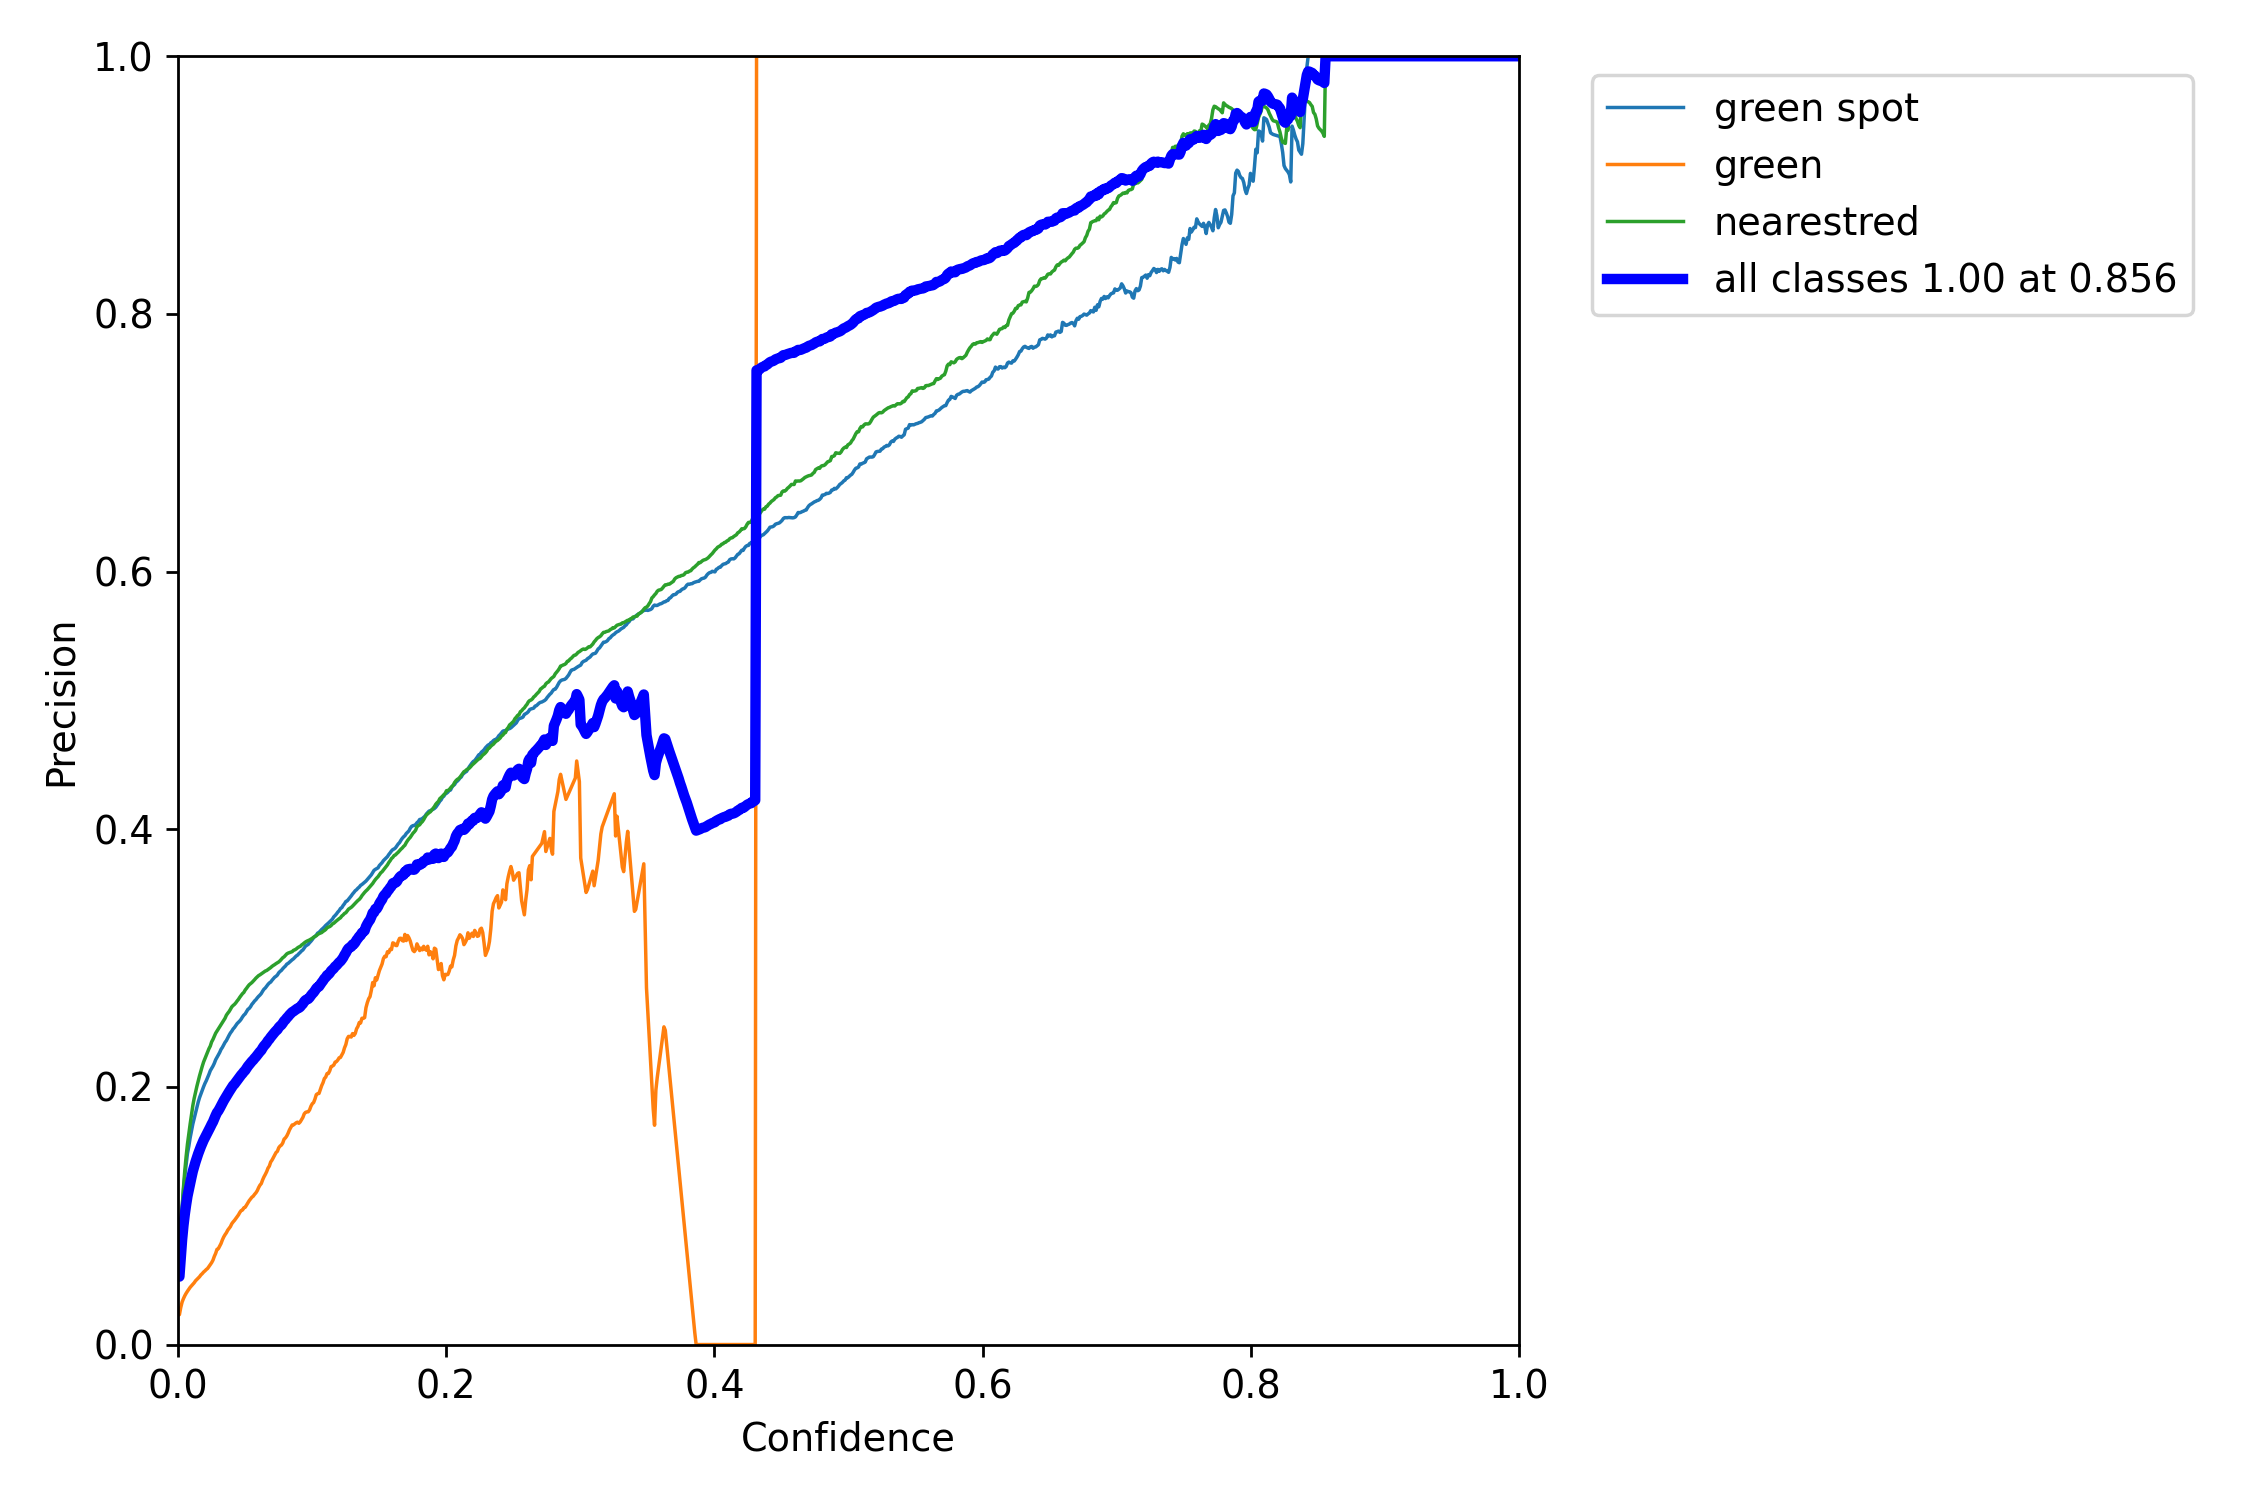 1.0
0.8
0.6
0.4
0.2
0.0
Precision
0.0 0.2 0.4 0.6 0.8 1.0
Confidence
green spot
green
nearestred
all classes 1.00 at 0.856